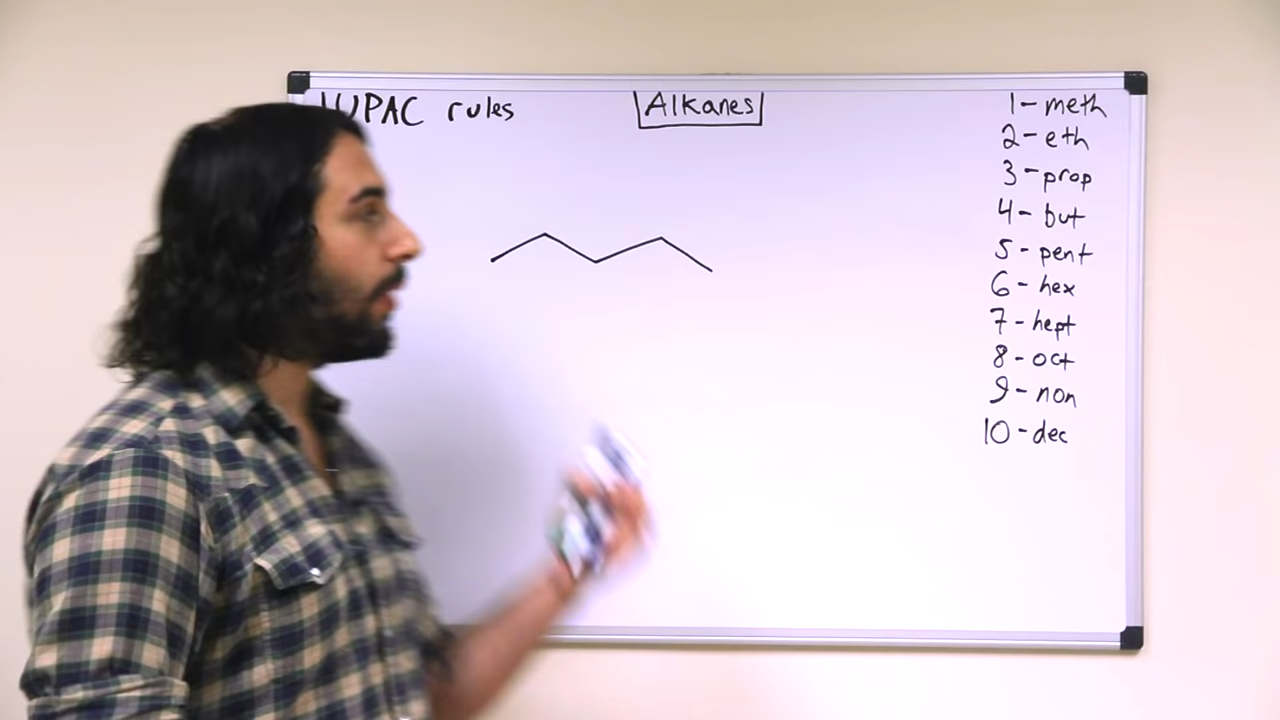 IUPAC rules
Alkanes
1 - meth
2 - eth
3 - prop
4 - but
5 - pent
6 - hex
7 - hept
8 - oct
9 - non
10 - dec